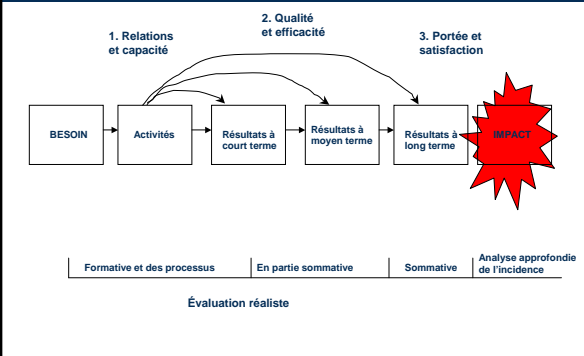 2. Qualité
et efficacité
1. Relations
et capacité
3. Portée et
satisfaction
BESOIN
Activités
Résultats à
court terme
Résultats à
moyen terme
Résultats à
long terme
IMPACT
Formative et des processus
En partie sommative
Sommative
Analyse approfondie
de l'incidence
Évaluation réaliste